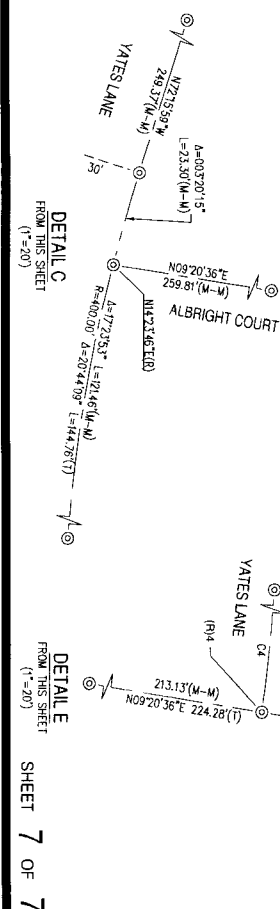 YATES LANE
N72°15'59"W
249.37'(M-M)
Δ=003°20'15"
L=23.30'(M-M)
30'
N09°20'36"E
259.81'(M-M)
ALBRIGHT COURT
N14°23'46"E(R)
Δ=17°23'53" L=121.46'(M-M)
R=400.00' Δ=20°44'09" L=144.76'(T)
DETAIL C
FROM THIS SHEET
(1"=20')
YATES LANE
C4
(R)4
213.13'(M-M)
N09°20'36"E 224.28'(T)
DETAIL E
FROM THIS SHEET
(1"=20')
SHEET 7 OF 7